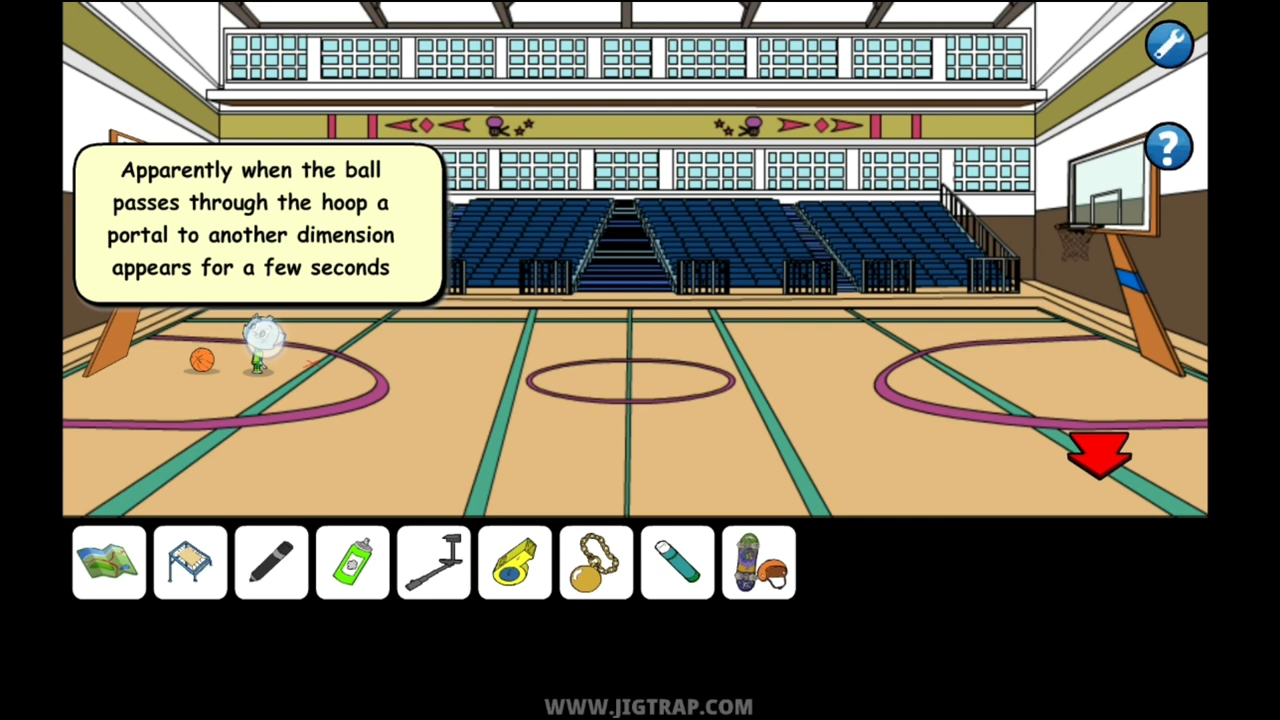 Apparently when the ball
passes through the hoop a
portal to another dimension
appears for a few seconds
?
WWW.JIGTRAP.COM